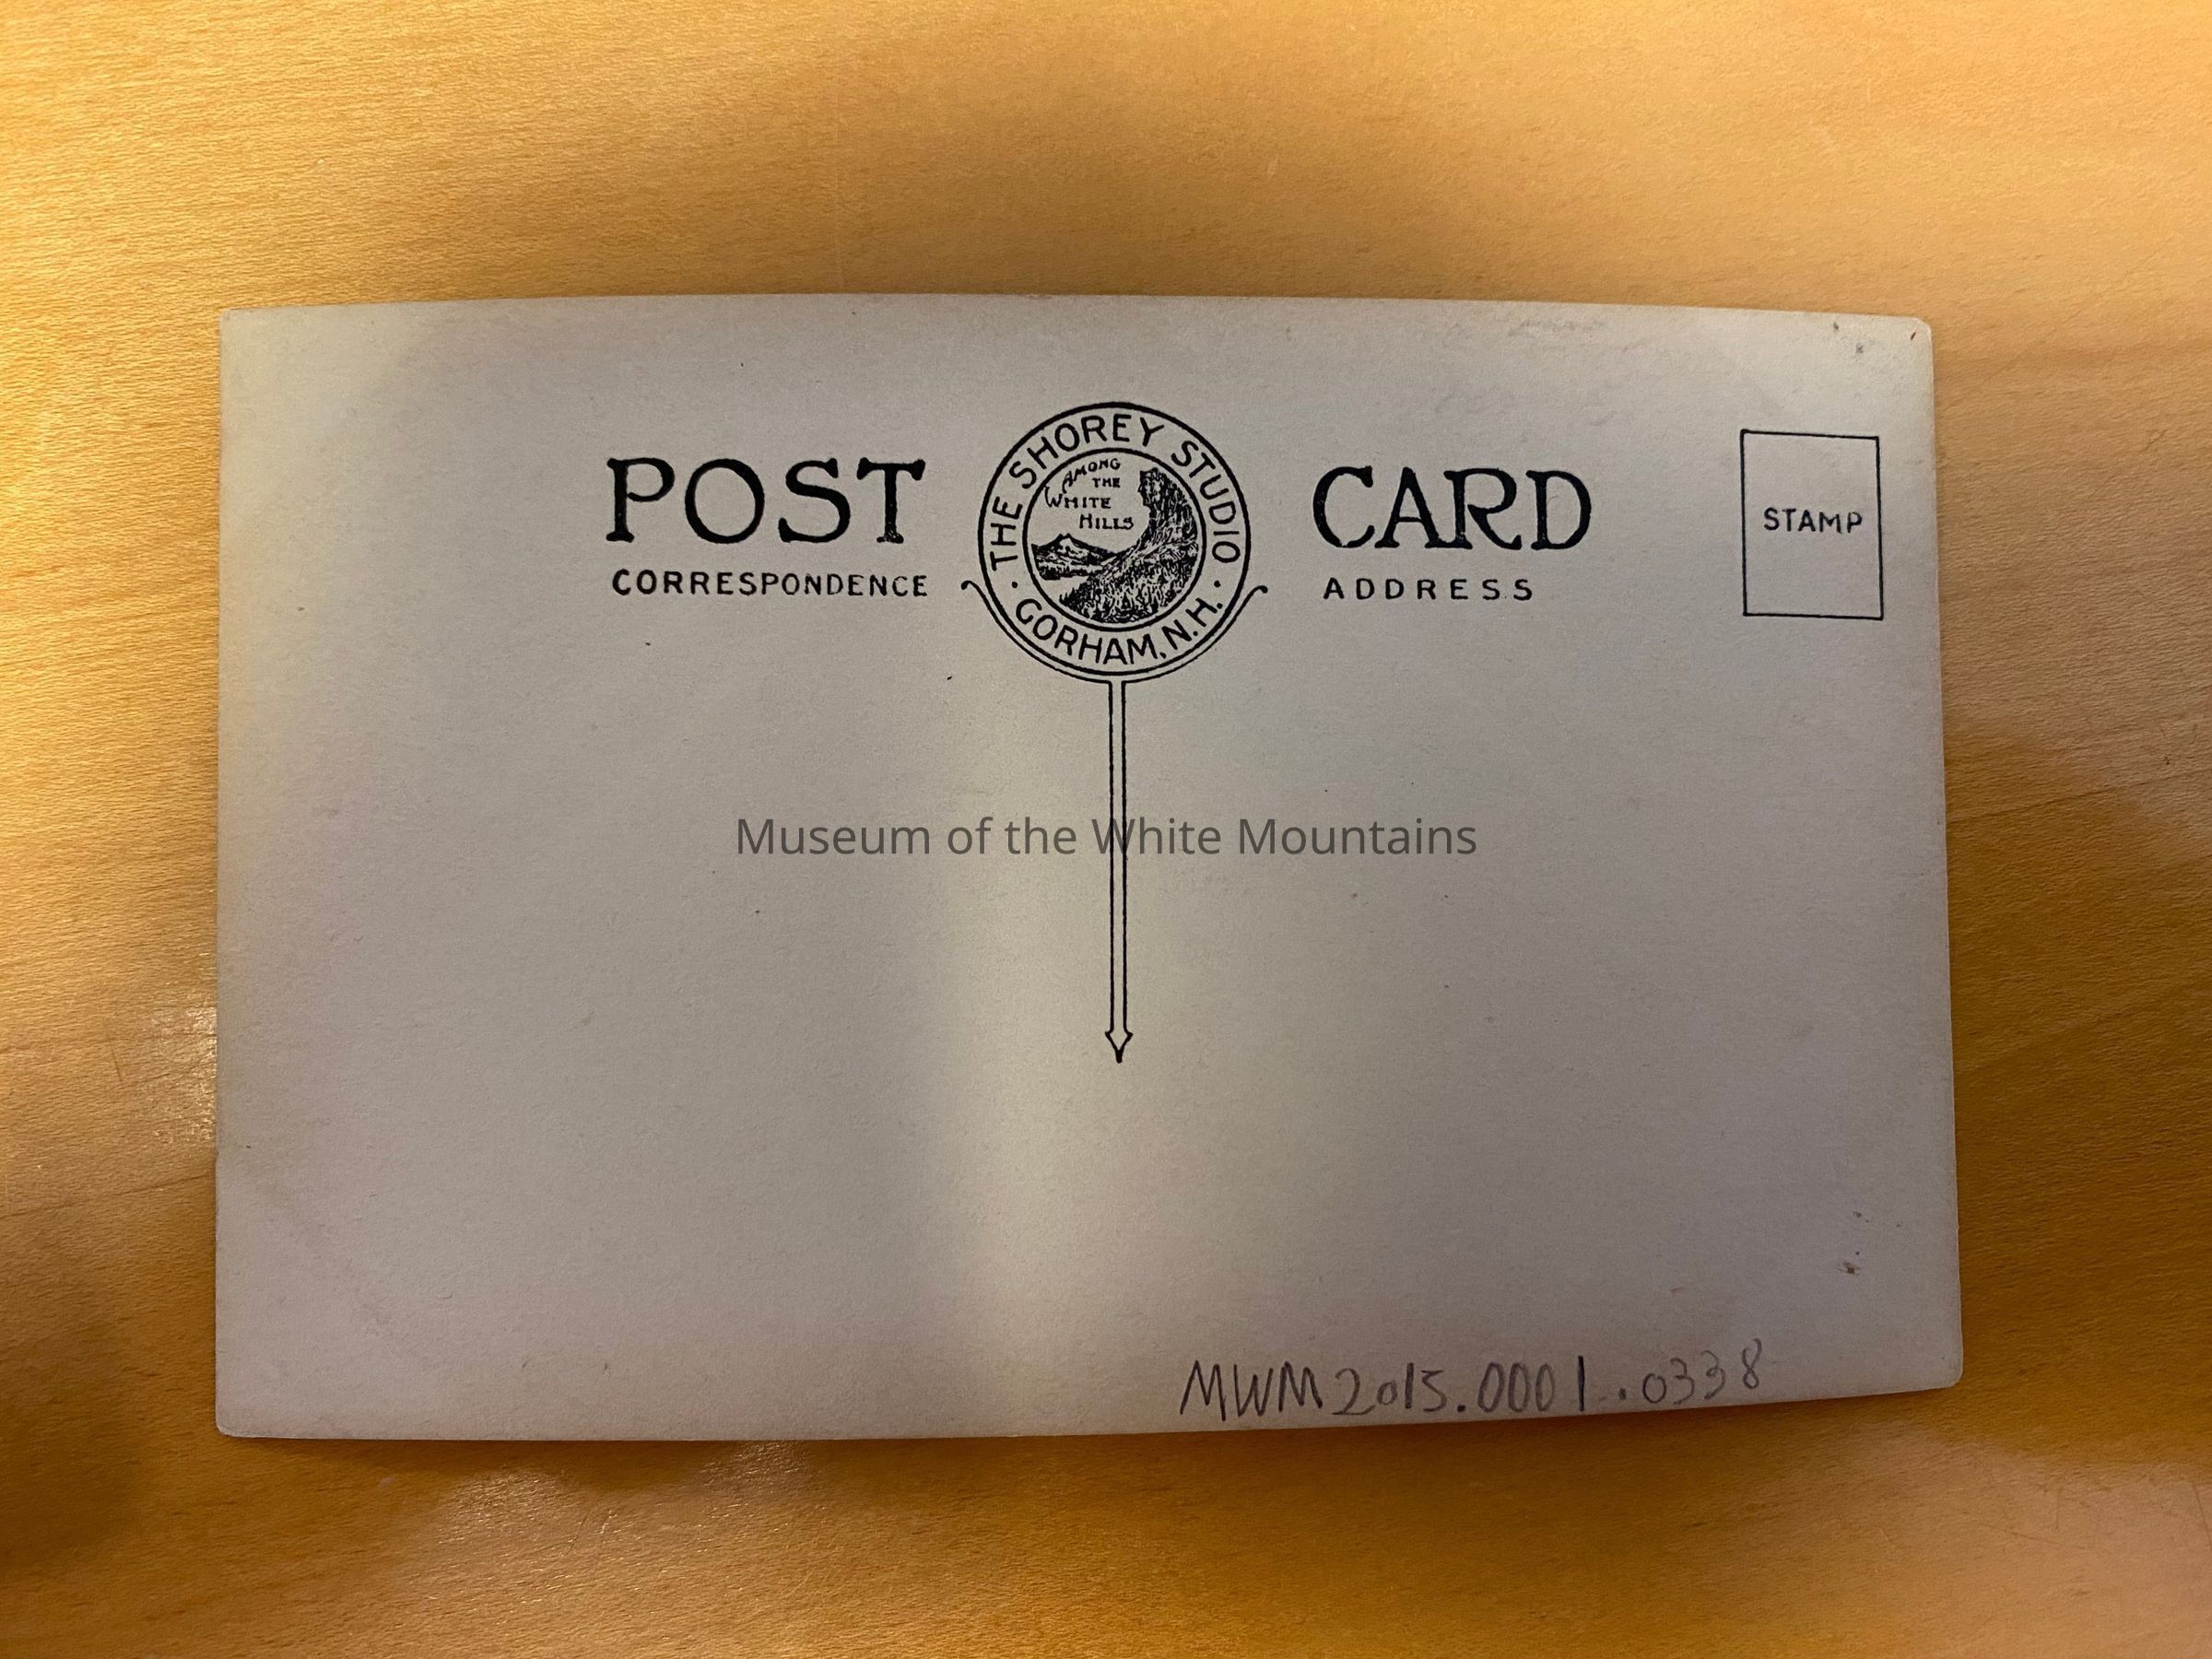 POST
CARD
· THE SHOREY STUDIO ·
GORHAM, N.H.
AMONG
THE
WHITE
HILLS
CORRESPONDENCE
ADDRESS
STAMP
Museum of the White Mountains
MWM2015.0001.0338